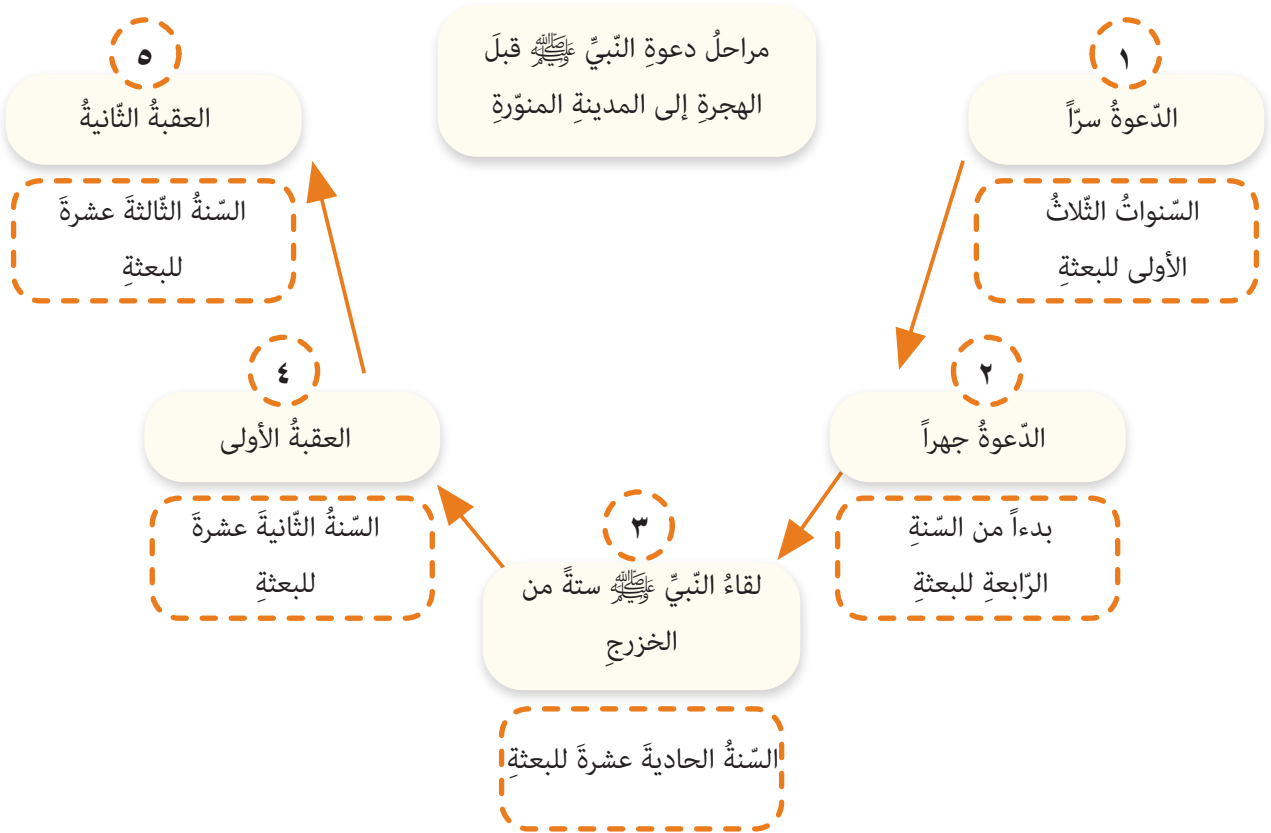 مراحلُ دعوةِ النّبيِّ ﷺ قبلَ
الهجرةِ إلى المدينةِ المنوّرةِ
١
الدّعوةُ سرّاً
السّنواتُ الثّلاثُ
الأولى للبعثةِ
٢
الدّعوةُ جهراً
بدءاً من السّنةِ
الرّابعةِ للبعثةِ
٣
لقاءُ النّبيِّ ﷺ ستةً من
الخزرجِ
السّنةُ الحاديةَ عشرةَ للبعثةِ
٤
العقبةُ الأولى
السّنةُ الثّانيةَ عشرةَ
للبعثةِ
٥
العقبةُ الثّانيةُ
السّنةُ الثّالثةَ عشرةَ
للبعثةِ